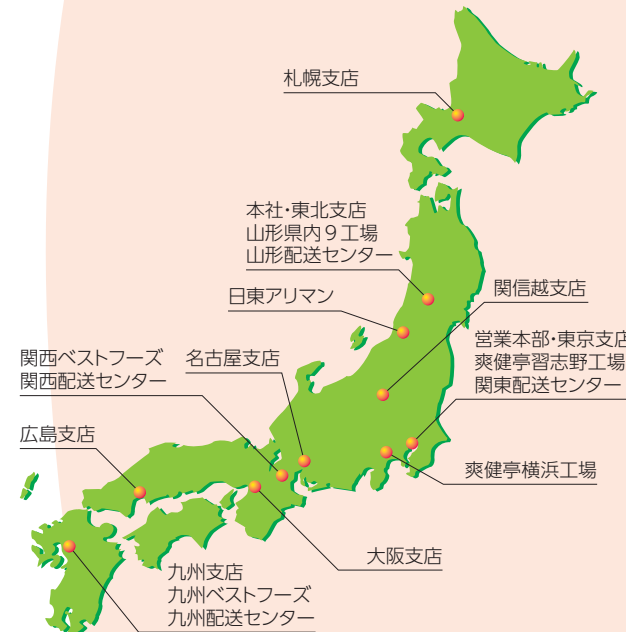 札幌支店
本社・東北支店
山形県内９工場
山形配送センター
日東アリマン
関信越支店
営業本部・東京支店
爽健亭習志野工場
関東配送センター
関西ベストフーズ
関西配送センター
名古屋支店
広島支店
爽健亭横浜工場
大阪支店
九州支店
九州ベストフーズ
九州配送センター